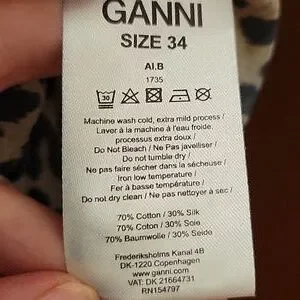 GANNI
SIZE 34
AI.B
1735
30
Machine wash cold, extra mild process /
Laver à la machine à l'eau froide,
processus extra doux /
Do Not Bleach / Ne Pas javelliser /
Do not tumble dry /
Ne pas faire sécher dans la sécheuse /
Iron low temperature /
Fer à basse température /
Do not dry clean / Ne pas nettoyer à sec /
70% Cotton / 30% Silk
70% Coton / 30% Soie
70% Baumwolle / 30% Seide
Frederiksholms Kanal 4B
DK-1220 Copenhagen
www.ganni.com
VAT: DK 21664731
RN154797